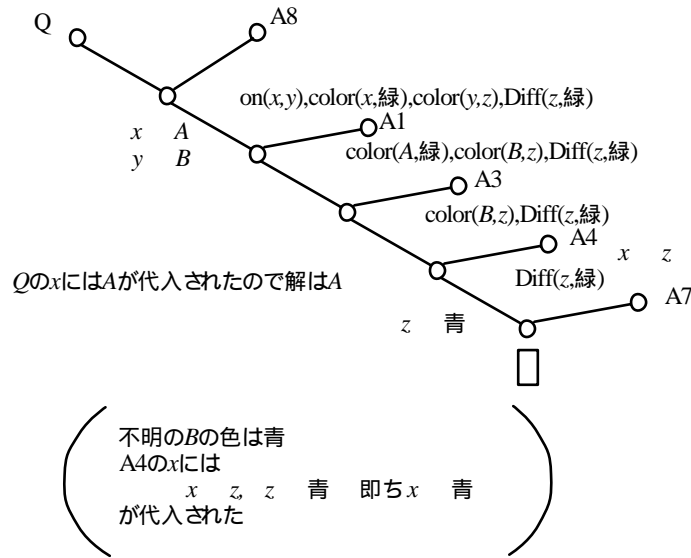 Q
A8
on(x,y),color(x,緑),color(y,z),Diff(z,緑)
x A
y B
A1
color(A,緑),color(B,z),Diff(z,緑)
A3
color(B,z),Diff(z,緑)
A4
x z
Diff(z,緑)
A7
QのxにはAが代入されたので解はA
z 青
不明のBの色は青
A4のxには
x z, z 青 即ちx 青
が代入された